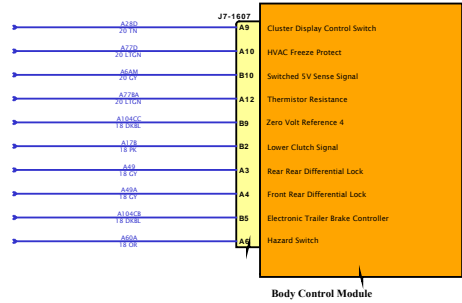 J7-1607
A28D
20 TN
A9
Cluster Display Control Switch
A77D
20 LTGN
A10
HVAC Freeze Protect
A6AM
20 GY
B10
Switched 5V Sense Signal
A778A
20 LTGN
A12
Thermistor Resistance
A104CC
18 DKBL
B9
Zero Volt Reference 4
A178
18 PK
B2
Lower Clutch Signal
A49
18 GY
A3
Rear Rear Differential Lock
A49A
18 GY
A4
Front Rear Differential Lock
A104CB
18 DKBL
B5
Electronic Trailer Brake Controller
A60A
18 OR
A6
Hazard Switch
Body Control Module